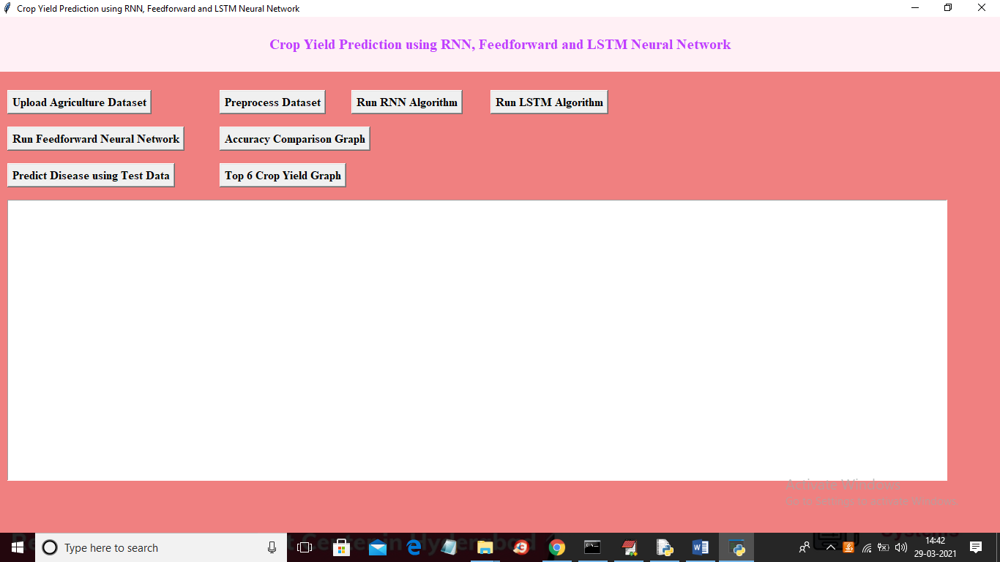 Crop Yield Prediction using RNN, Feedforward and LSTM Neural Network
Crop Yield Prediction using RNN, Feedforward and LSTM Neural Network
Upload Agriculture Dataset Preprocess Dataset Run RNN Algorithm Run LSTM Algorithm
Run Feedforward Neural Network Accuracy Comparison Graph
Predict Disease using Test Data Top 6 Crop Yield Graph
Activate Windows
Go to Settings to activate Windows.
Type here to search
14:42
29-03-2021